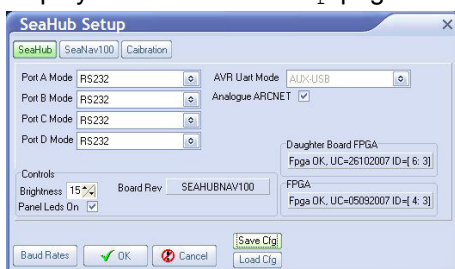 SeaHub Setup
SeaHub SeaNav100 Caibration
Port A Mode RS232
Port B Mode RS232
Port C Mode RS232
Port D Mode RS232
AVR Uart Mode AUX-USB
Analogue ARCNET
Daughter Board FPGA
Fpga OK, UC=26102007 ID=[ 6: 3]
Controls
Brightness 15
Panel Leds On
Board Rev SEAHUBNAV100
FPGA
Fpga OK, UC=05092007 ID=[ 4: 3]
Baud Rates OK Cancel
Save Cfg
Load Cfg